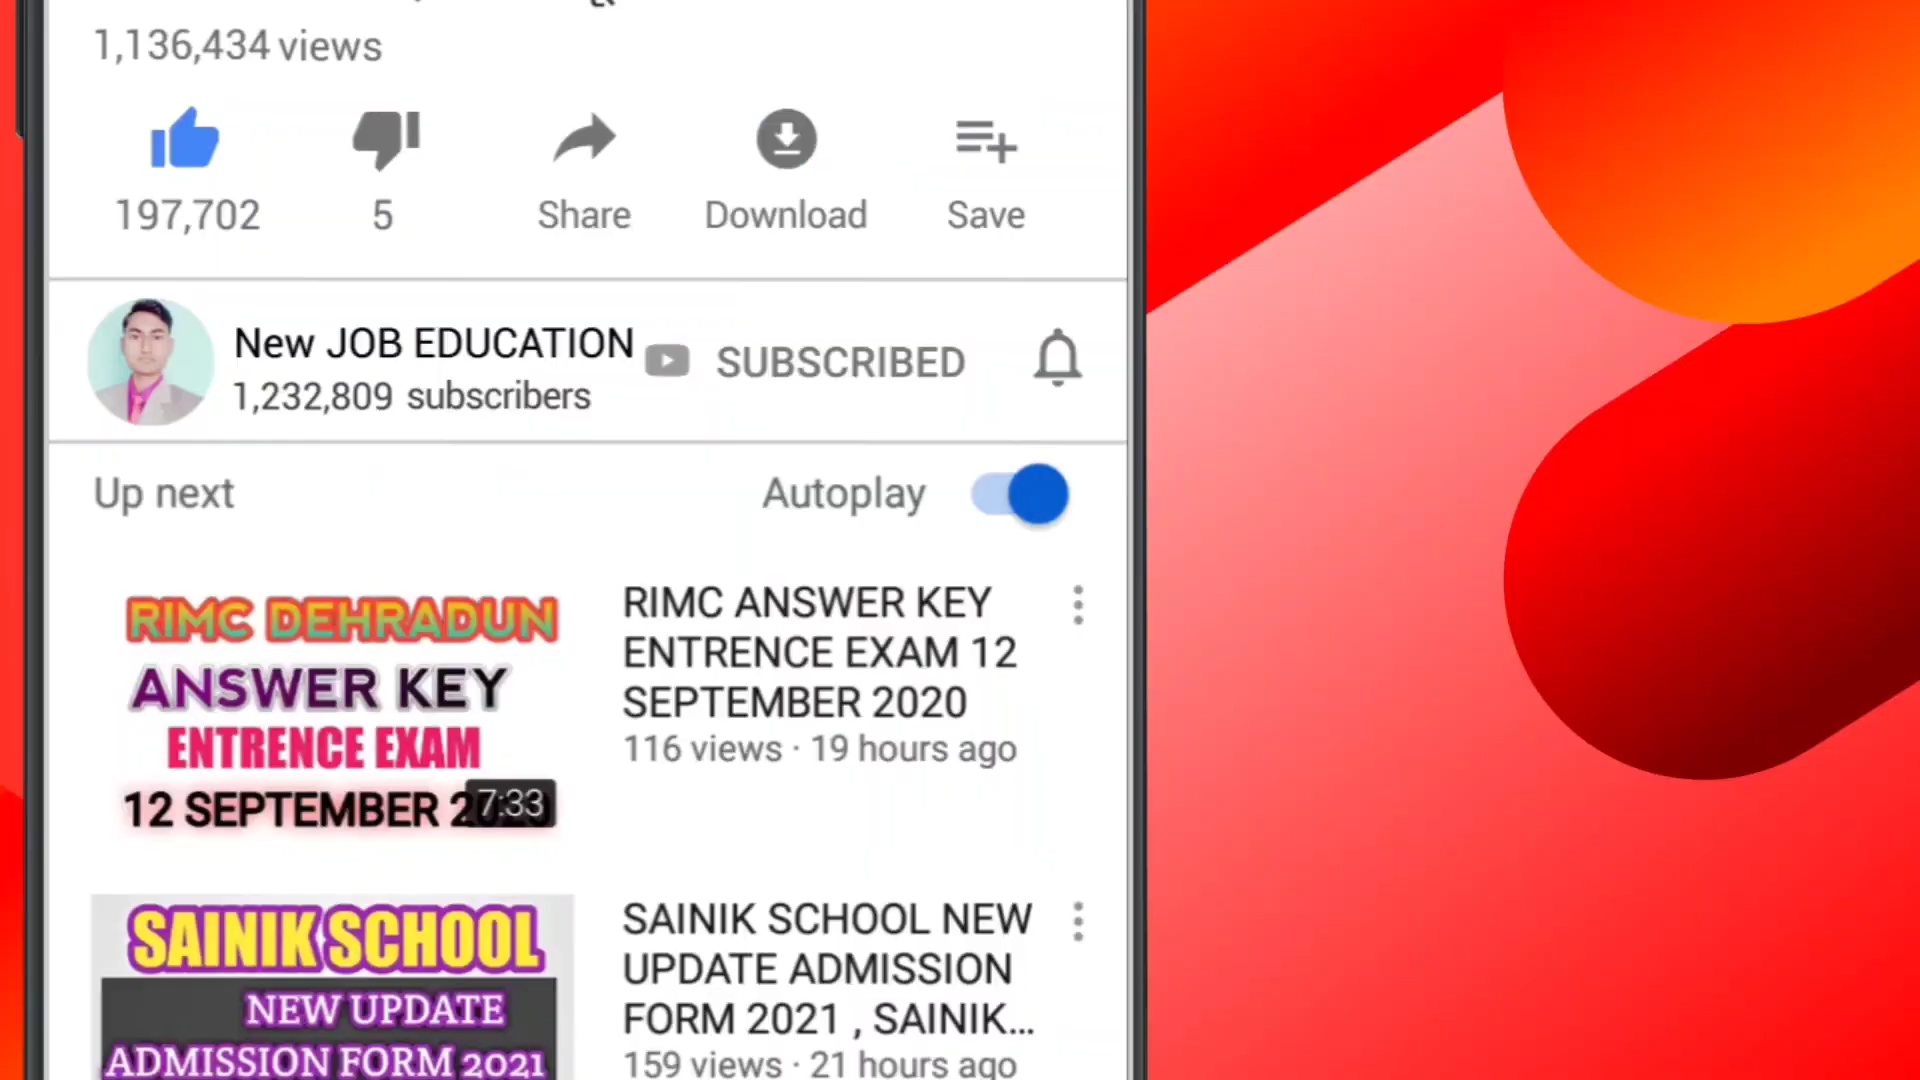 1,136,434 views
197,702 5 Share Download Save
New JOB EDUCATION SUBSCRIBED
1,232,809 subscribers
Up next Autoplay
RIMC DEHRADUN
ANSWER KEY
ENTRENCE EXAM
12 SEPTEMBER
7:33
RIMC ANSWER KEY
ENTRENCE EXAM 12
SEPTEMBER 2020
116 views · 19 hours ago
SAINIK SCHOOL
NEW UPDATE
ADMISSION FORM 2021
SAINIK SCHOOL NEW
UPDATE ADMISSION
FORM 2021 , SAINIK...
159 views · 21 hours ago